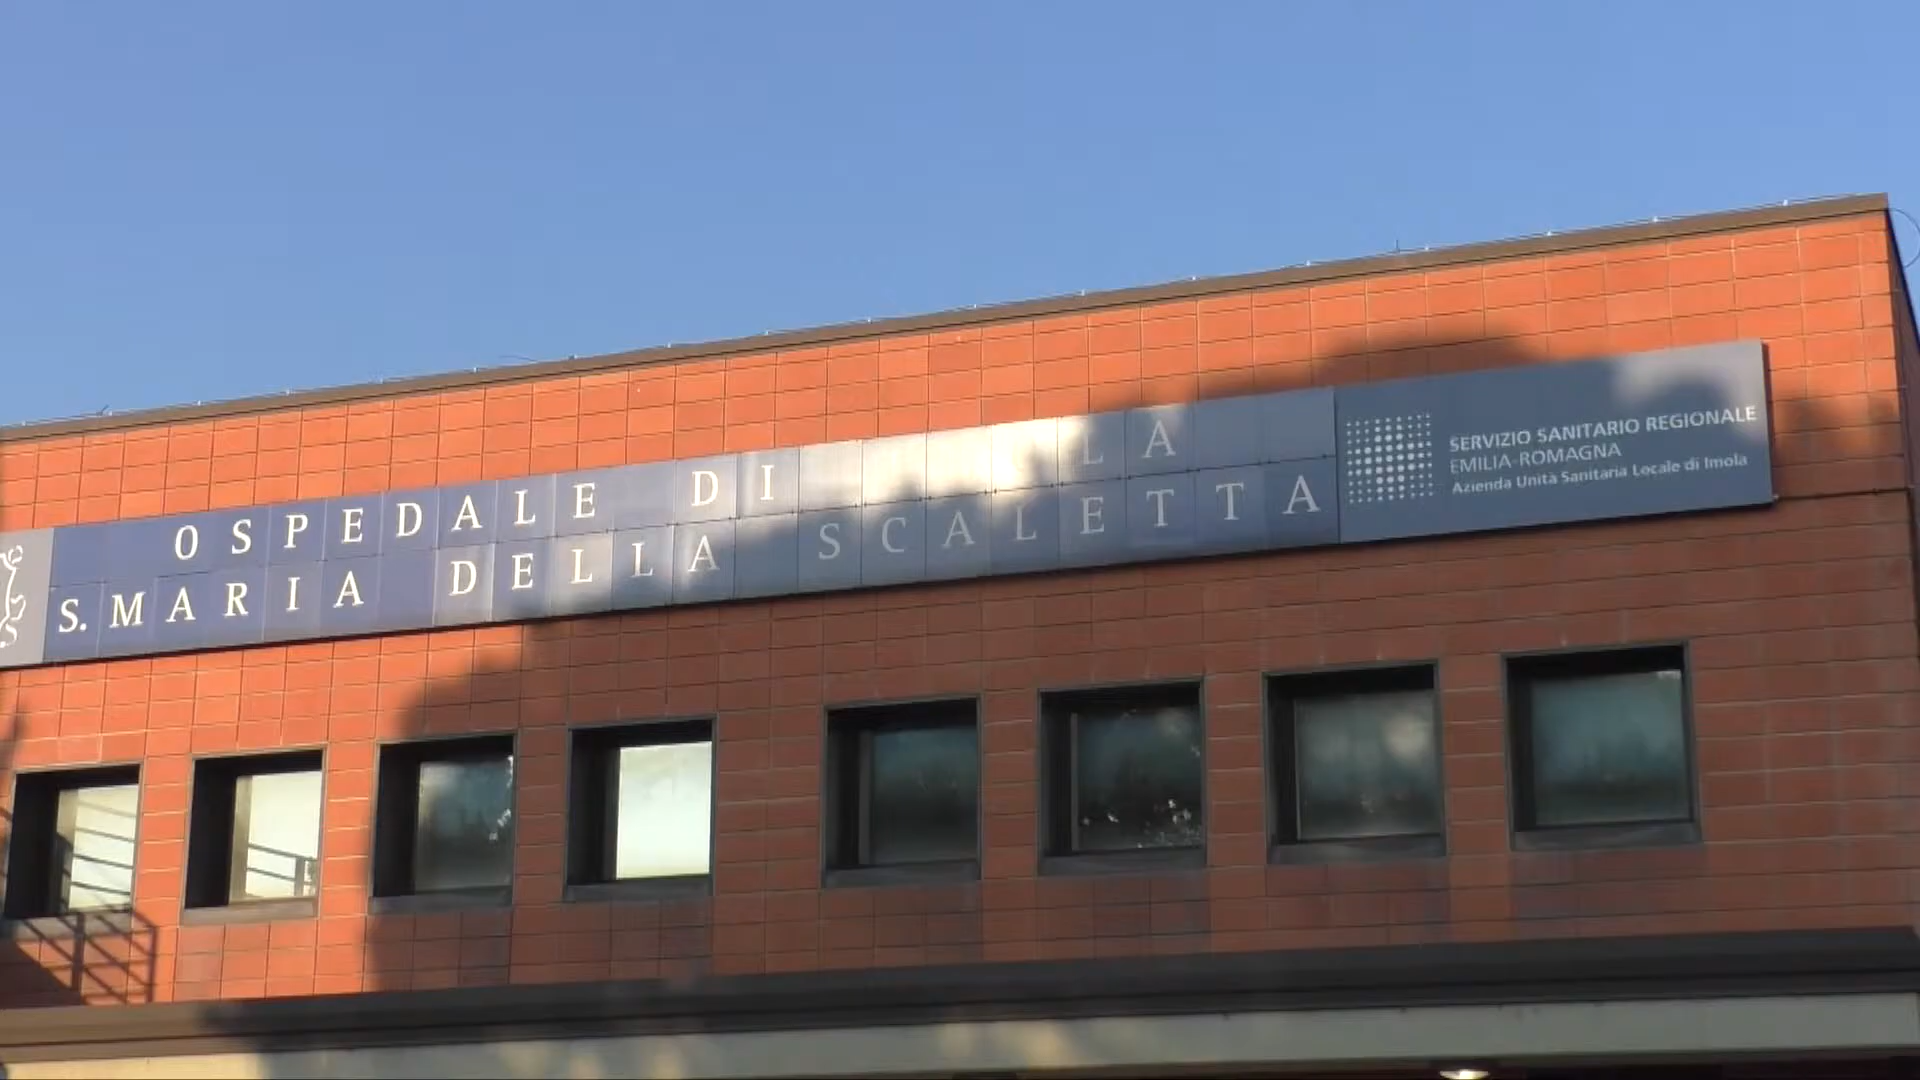 OSPEDALE DI
S. MARIA DELLA SCALETTA
SERVIZIO SANITARIO REGIONALE
EMILIA-ROMAGNA
Azienda Unità Sanitaria Locale di Imola